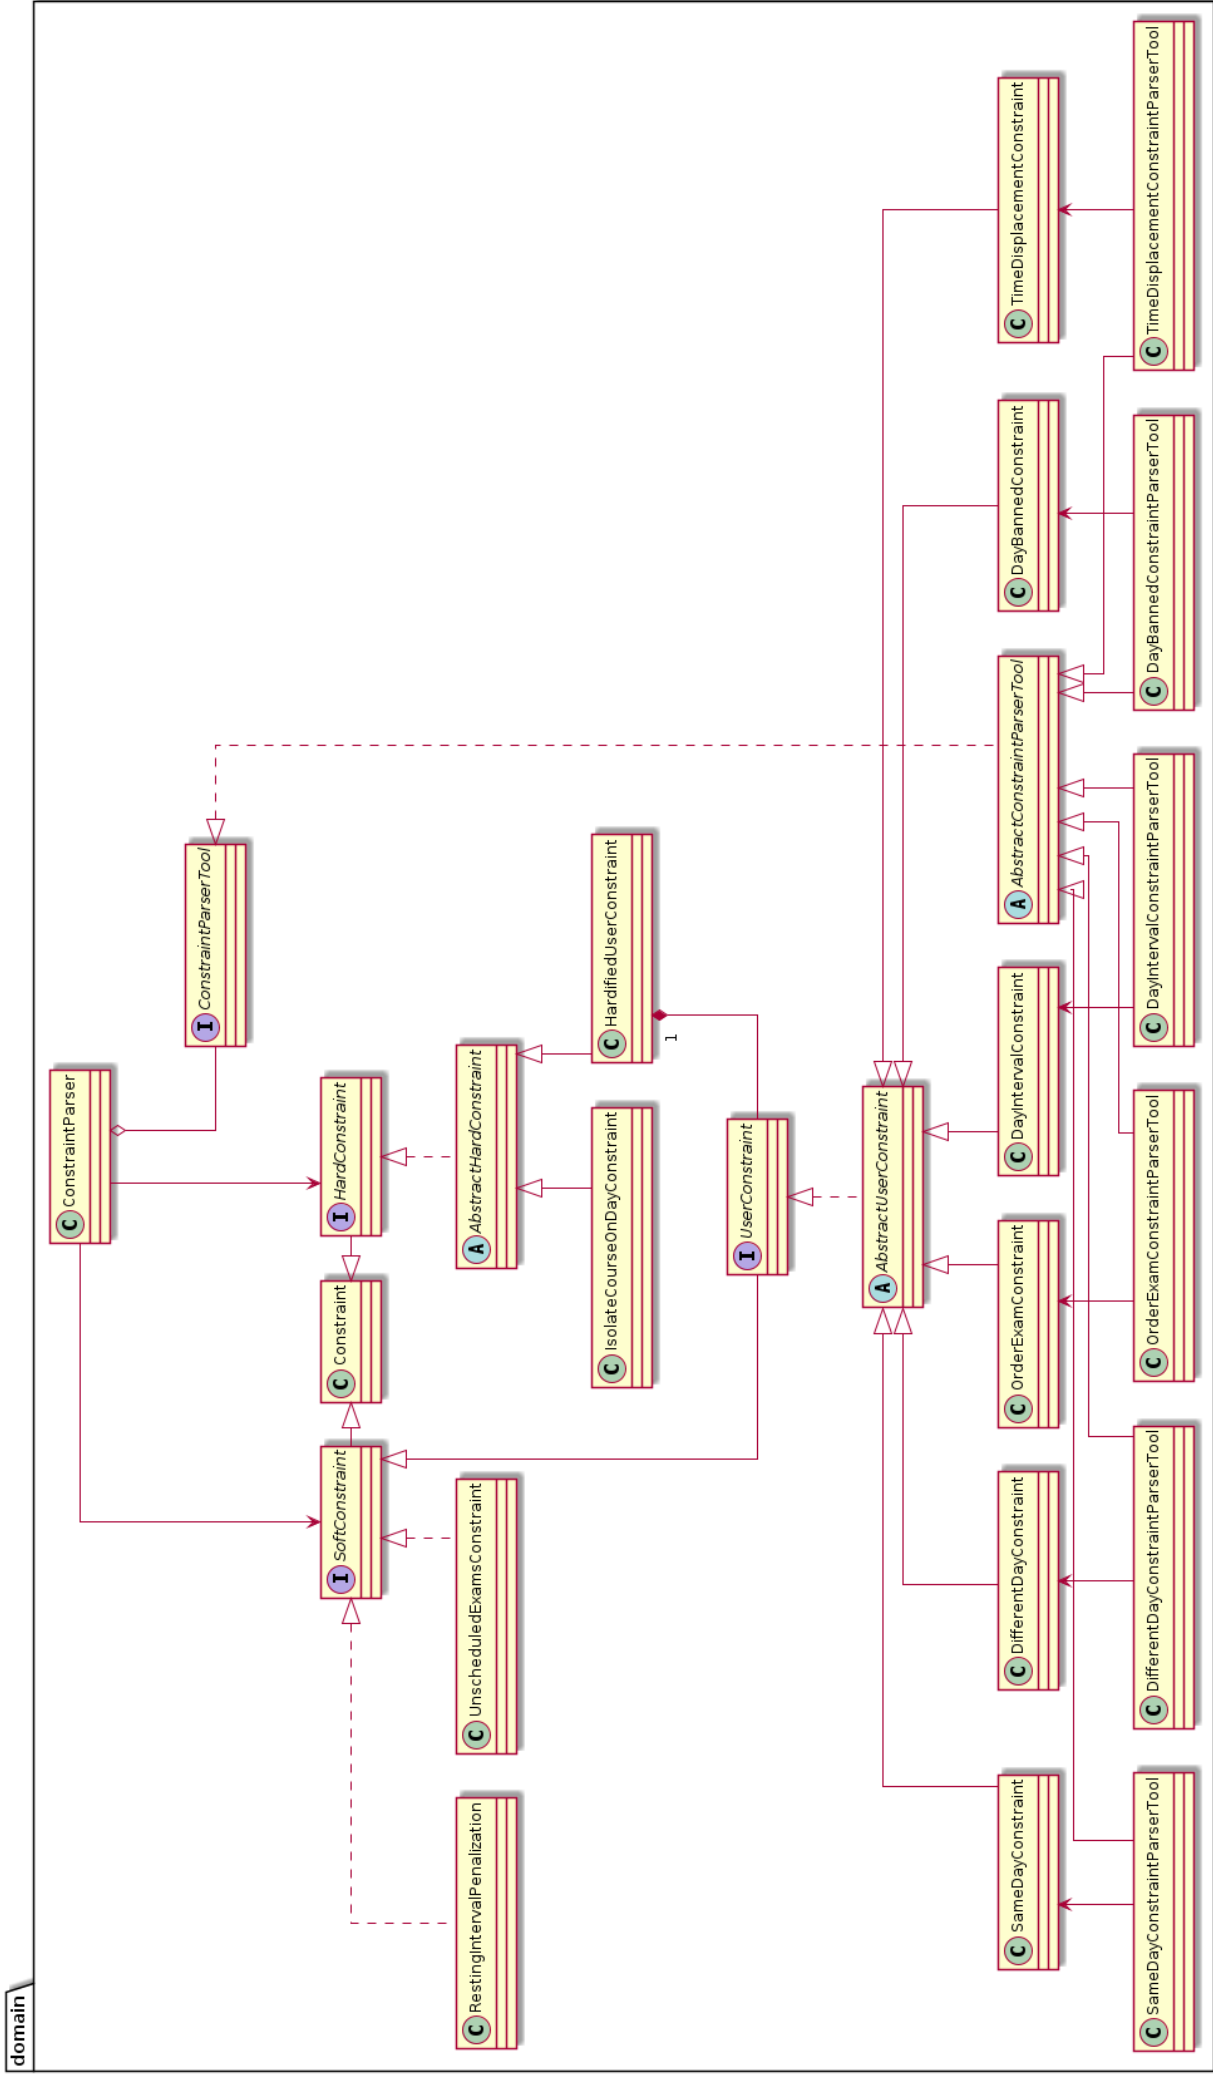 domain
C ConstraintParser
I ConstraintParserTool
I SoftConstraint
C Constraint
I HardConstraint
C RestingIntervalPenalization
C UnscheduledExamsConstraint
A AbstractHardConstraint
C IsolateCourseOnDayConstraint
C HardifiedUserConstraint
1
I UserConstraint
A AbstractUserConstraint
C SameDayConstraint
C DifferentDayConstraint
C OrderExamConstraint
C DayIntervalConstraint
A AbstractConstraintParserTool
C DayBannedConstraint
C TimeDisplacementConstraint
C SameDayConstraintParserTool
C DifferentDayConstraintParserTool
C OrderExamConstraintParserTool
C DayIntervalConstraintParserTool
C DayBannedConstraintParserTool
C TimeDisplacementConstraintParserTool